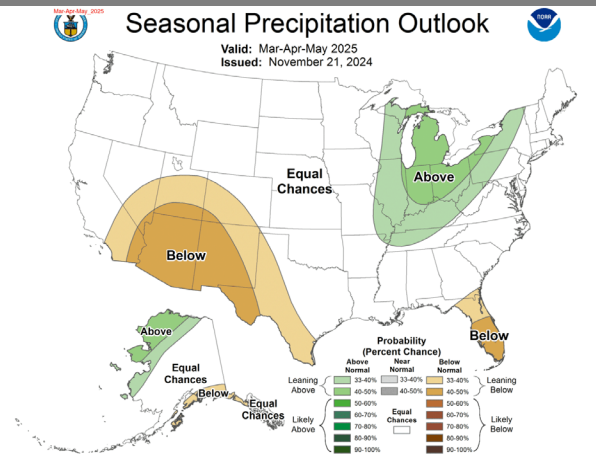 Mar-Apr-May_2025
Seasonal Precipitation Outlook
NOAA
Valid: Mar-Apr-May 2025
Issued: November 21, 2024
Equal
Chances
Above
Below
Below
Above
Equal
Chances
Below
Equal
Chances
Probability
(Percent Chance)
Above Normal
Near Normal
Below Normal
Leaning Above
33-40%
33-40%
33-40%
Leaning Below
40-50%
40-50%
40-50%
50-60%
50-60%
Likely Above
60-70%
Equal Chances
60-70%
Likely Below
70-80%
70-80%
80-90%
80-90%
90-100%
90-100%